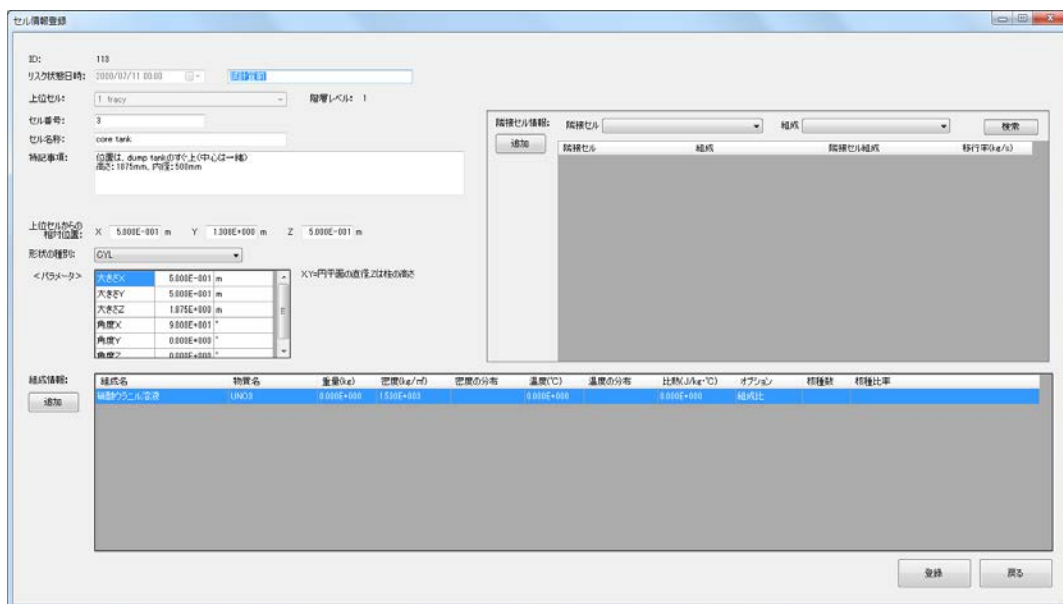 セル情報登録
ID: 113
リスク状態日時: 2000/07/11 00:00
上位セル: 1 tracy 階層レベル: 1
セル番号: 3
セル名称: core tank
特記事項: 位置は、dump tankのすぐ上(中心は一緒)
高さ:1875mm, 内径:500mm
上位セルからの
相対位置: X 5.000E-001 m Y 1.300E+000 m Z 5.000E-001 m
形状の種別: CYL
<パラメータ> X,Y=円平面の直径,Zは柱の高さ
大きさX 5.000E-001 m
大きさY 5.000E-001 m
大きさZ 1.875E+000 m
角度X 9.000E+001 °
角度Y 0.000E+000 °
角度Z 0.000E+000 °
隣接セル情報: 隣接セル 組成 検索
追加
隣接セル 組成 隣接セル組成 移行率(kg/s)
組成情報:
追加
組成名 物質名 重量(kg) 密度(kg/㎥) 密度の分布 温度(℃) 温度の分布 比熱(J/kg・℃) オプション 核種数 核種比率
硝酸ウラニル溶液 UNO3 0.000E+000 1.500E+003 0.000E+000 0.000E+000 組成比
登録 戻る